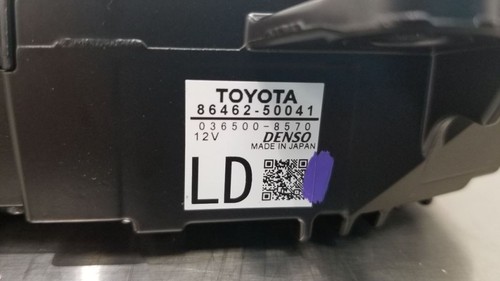 TOYOTA
86462-50041
036500-8570
12V DENSO
MADE IN JAPAN
LD